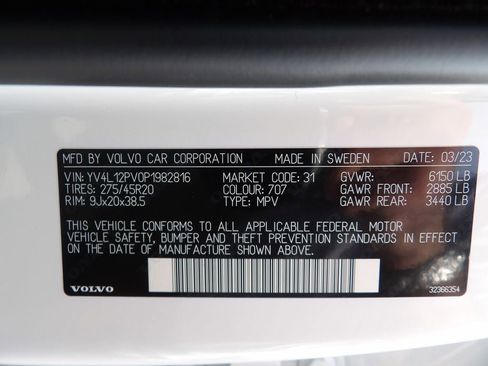 MFD. BY VOLVO CAR CORPORATION MADE IN SWEDEN DATE: 03/23
VIN: YV4L12PV0P1982816 MARKET CODE: 31 GVWR: 6150 LB
TIRES: 275/45R20 COLOUR: 707 GAWR FRONT: 2885 LB
RIM: 9Jx20x38.5 TYPE: MPV GAWR REAR: 3440 LB
THIS VEHICLE CONFORMS TO ALL APPLICABLE FEDERAL MOTOR
VEHICLE SAFETY, BUMPER AND THEFT PREVENTION STANDARDS IN EFFECT
ON THE DATE OF MANUFACTURE SHOWN ABOVE.
VOLVO 32366354